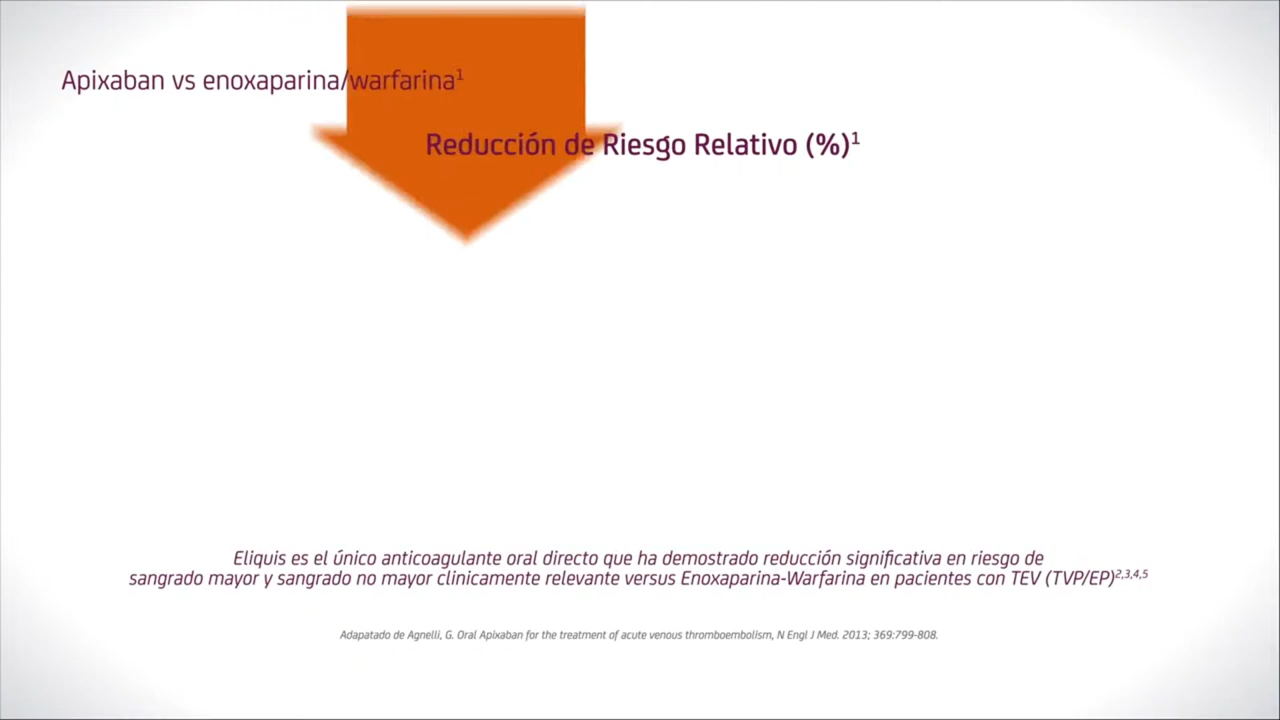 Apixaban vs enoxaparina/warfarina¹
Reducción de Riesgo Relativo (%)¹
Eliquis es el único anticoagulante oral directo que ha demostrado reducción significativa en riesgo de
sangrado mayor y sangrado no mayor clinicamente relevante versus Enoxaparina-Warfarina en pacientes con TEV (TVP/EP)²,³,⁴,⁵
Adapatado de Agnelli, G. Oral Apixaban for the treatment of acute venous thromboembolism, N Engl J Med. 2013; 369:799-808.